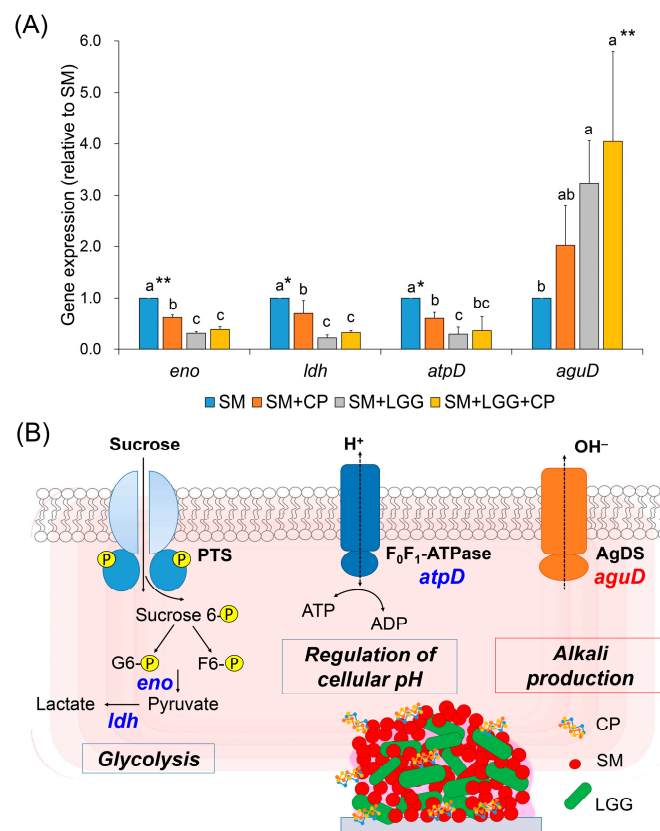 (A)
Gene expression (relative to SM)
6.0
5.0
4.0
3.0
2.0
1.0
0.0
a** b c c
a* b c c
a* b c bc
b ab a a**
eno ldh atpD aguD
SM SM+CP SM+LGG SM+LGG+CP
(B)
Sucrose H⁺ OH⁻
P P PTS
F₀F₁-ATPase
atpD
AgDS
aguD
Sucrose 6-P
ATP ADP
G6-P F6-P
eno
Lactate Pyruvate
ldh
Glycolysis
Regulation of
cellular pH
Alkali
production
CP
SM
LGG